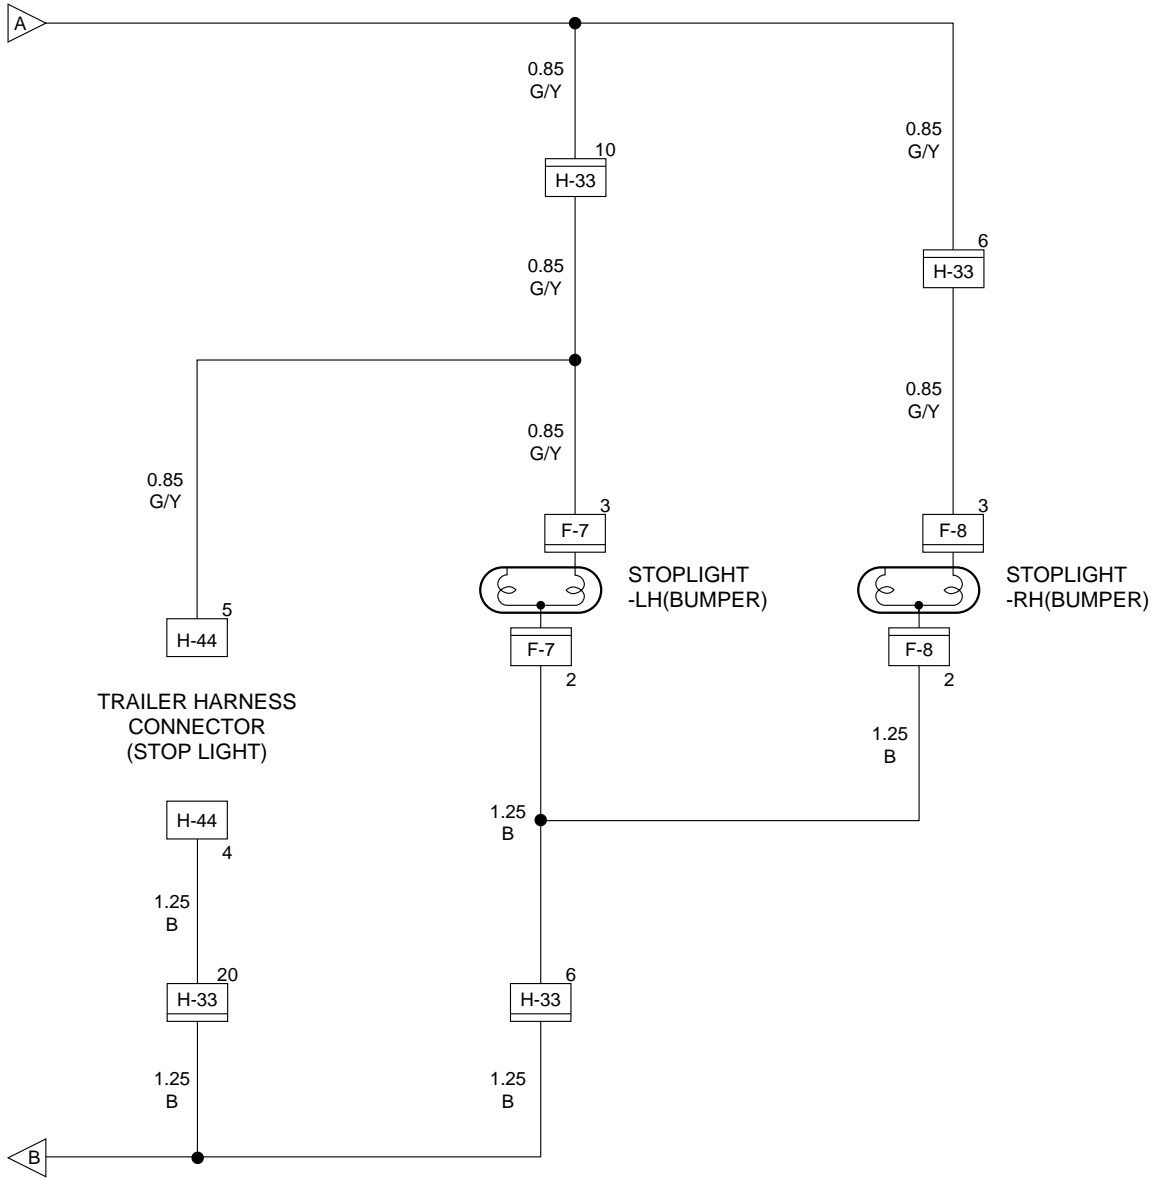 A
0.85
G/Y
10
H-33
0.85
G/Y
6
H-33
0.85
G/Y
0.85
G/Y
0.85
G/Y
0.85
G/Y
3
F-7
3
F-8
STOPLIGHT
-LH(BUMPER)
STOPLIGHT
-RH(BUMPER)
5
H-44
F-7
2
F-8
2
TRAILER HARNESS
CONNECTOR
(STOP LIGHT)
1.25
B
H-44
4
1.25
B
1.25
B
20
H-33
6
H-33
1.25
B
1.25
B
B